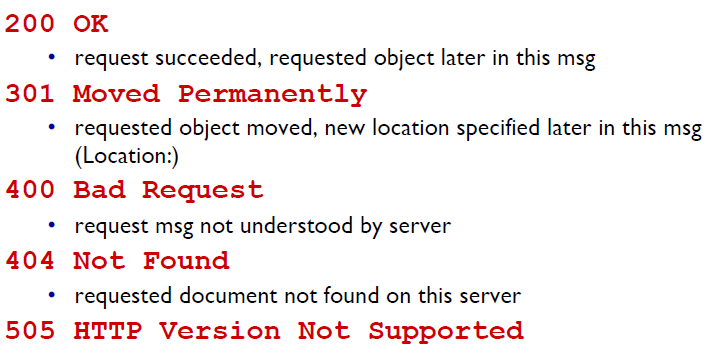 200 OK
• request succeeded, requested object later in this msg
301 Moved Permanently
• requested object moved, new location specified later in this msg
(Location:)
400 Bad Request
• request msg not understood by server
404 Not Found
• requested document not found on this server
505 HTTP Version Not Supported